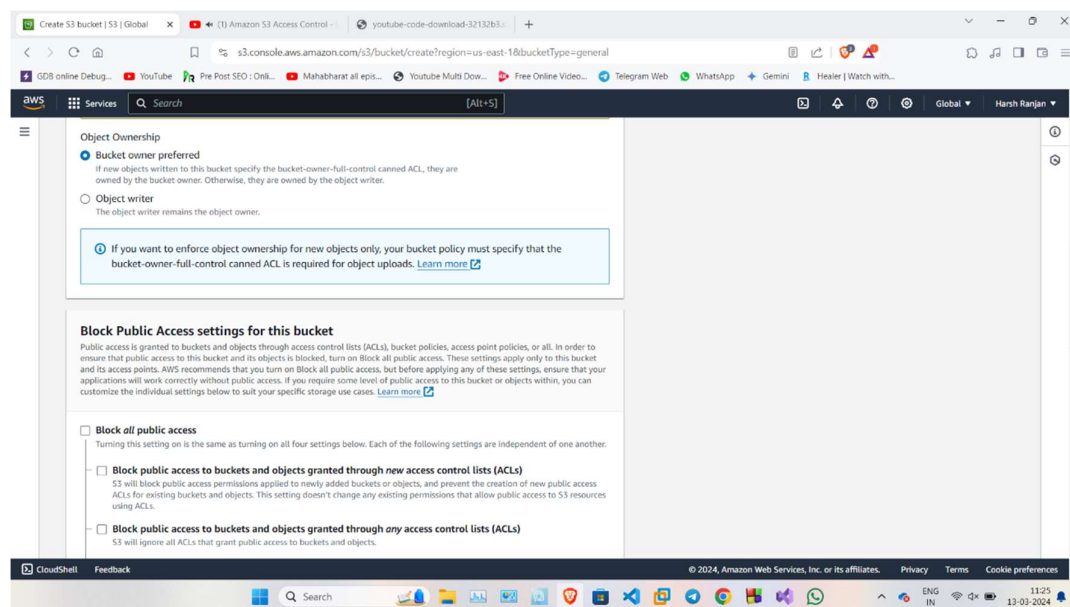 Create S3 bucket | S3 | Global
(1) Amazon S3 Access Control -
youtube-code-download-32132b3.s
s3.console.aws.amazon.com/s3/bucket/create?region=us-east-1&bucketType=general
GDB online Debug...
YouTube
Pre Post SEO : Onli...
Mahabharat all epis...
Youtube Multi Dow...
Free Online Video...
Telegram Web
WhatsApp
Gemini
Healer | Watch with...
aws
Services
Search
[Alt+S]
Global
Harsh Ranjan
Object Ownership
Bucket owner preferred
If new objects written to this bucket specify the bucket-owner-full-control canned ACL, they are
owned by the bucket owner. Otherwise, they are owned by the object writer.
Object writer
The object writer remains the object owner.
If you want to enforce object ownership for new objects only, your bucket policy must specify that the
bucket-owner-full-control canned ACL is required for object uploads. Learn more
Block Public Access settings for this bucket
Public access is granted to buckets and objects through access control lists (ACLs), bucket policies, access point policies, or all. In order to
ensure that public access to this bucket and its objects is blocked, turn on Block all public access. These settings apply only to this bucket
and its access points. AWS recommends that you turn on Block all public access, but before applying any of these settings, ensure that your
applications will work correctly without public access. If you require some level of public access to this bucket or objects within, you can
customize the individual settings below to suit your specific storage use cases. Learn more
Block all public access
Turning this setting on is the same as turning on all four settings below. Each of the following settings are independent of one another.
Block public access to buckets and objects granted through new access control lists (ACLs)
S3 will block public access permissions applied to newly added buckets or objects, and prevent the creation of new public access
ACLs for existing buckets and objects. This setting doesn't change any existing permissions that allow public access to S3 resources
using ACLs.
Block public access to buckets and objects granted through any access control lists (ACLs)
S3 will ignore all ACLs that grant public access to buckets and objects.
CloudShell
Feedback
© 2024, Amazon Web Services, Inc. or its affiliates.
Privacy
Terms
Cookie preferences
Search
ENG
IN
11:25
13-03-2024